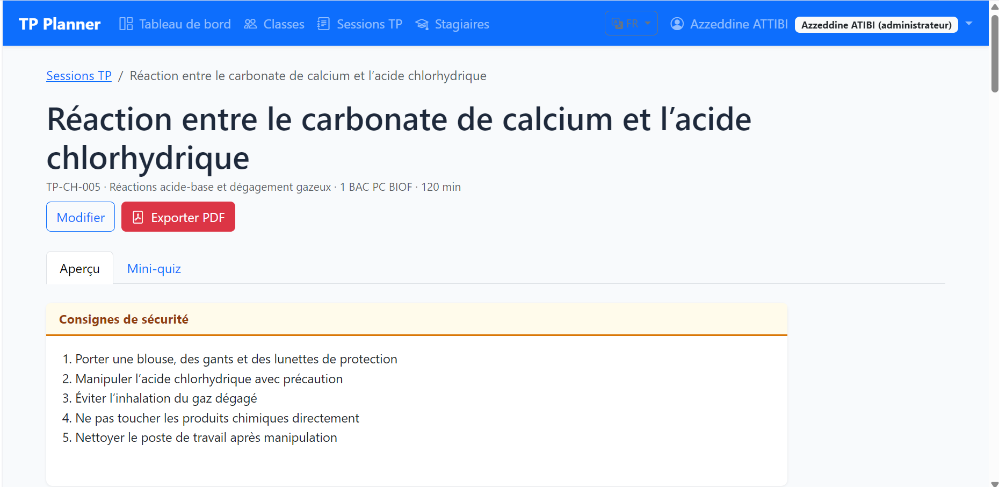 TP Planner Tableau de bord Classes Sessions TP Stagiaires FR Azzeddine ATTIBI Azzeddine ATIBI (administrateur)
Sessions TP / Réaction entre le carbonate de calcium et l’acide chlorhydrique
Réaction entre le carbonate de calcium et l’acide
chlorhydrique
TP-CH-005 · Réactions acide-base et dégagement gazeux · 1 BAC PC BIOF · 120 min
Modifier Exporter PDF
Aperçu Mini-quiz
Consignes de sécurité
1. Porter une blouse, des gants et des lunettes de protection
2. Manipuler l’acide chlorhydrique avec précaution
3. Éviter l’inhalation du gaz dégagé
4. Ne pas toucher les produits chimiques directement
5. Nettoyer le poste de travail après manipulation